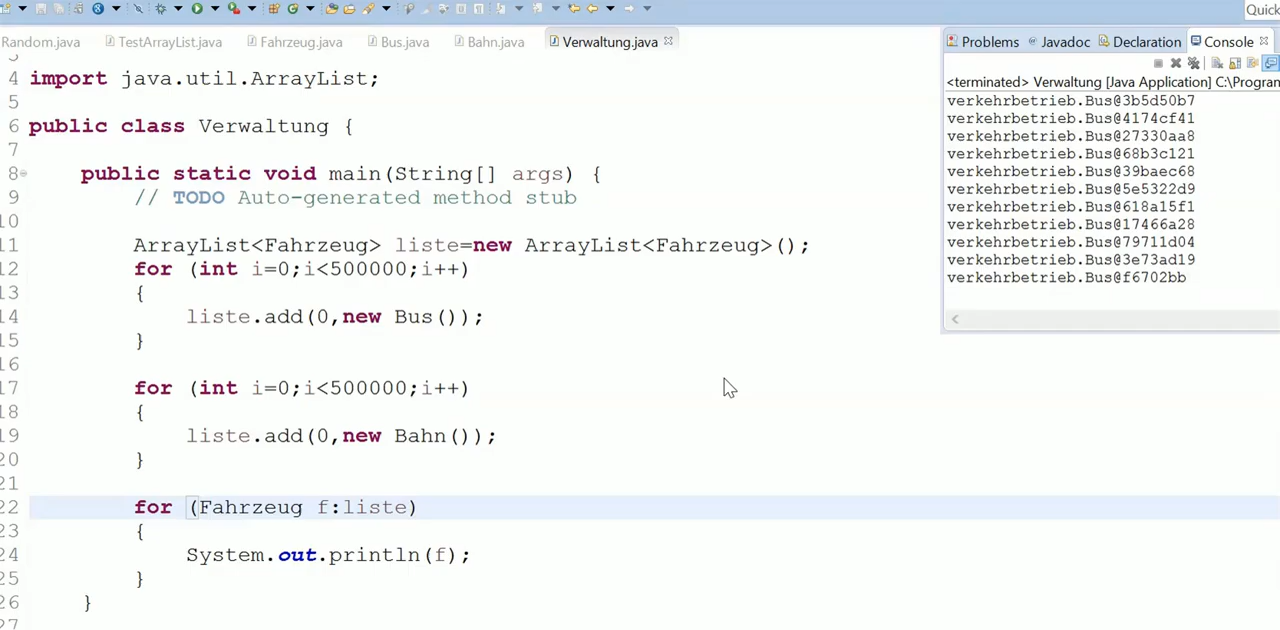 Quick
Random.java TestArrayList.java Fahrzeug.java Bus.java Bahn.java Verwaltung.java
Problems Javadoc Declaration Console
<terminated> Verwaltung [Java Application] C:\Program
verkehrbetrieb.Bus@3b5d50b7
verkehrbetrieb.Bus@4174cf41
verkehrbetrieb.Bus@27330aa8
verkehrbetrieb.Bus@68b3c121
verkehrbetrieb.Bus@39baec68
verkehrbetrieb.Bus@5e5322d9
verkehrbetrieb.Bus@618a15f1
verkehrbetrieb.Bus@17466a28
verkehrbetrieb.Bus@79711d04
verkehrbetrieb.Bus@3e73ad19
verkehrbetrieb.Bus@f6702bb
4 import java.util.ArrayList;
5
6 public class Verwaltung {
7
8 public static void main(String[] args) {
9 // TODO Auto-generated method stub
10
11 ArrayList<Fahrzeug> liste=new ArrayList<Fahrzeug>();
12 for (int i=0;i<500000;i++)
13 {
14 liste.add(0,new Bus());
15 }
16
17 for (int i=0;i<500000;i++)
18 {
19 liste.add(0,new Bahn());
20 }
21
22 for (Fahrzeug f:liste)
23 {
24 System.out.println(f);
25 }
26 }
27